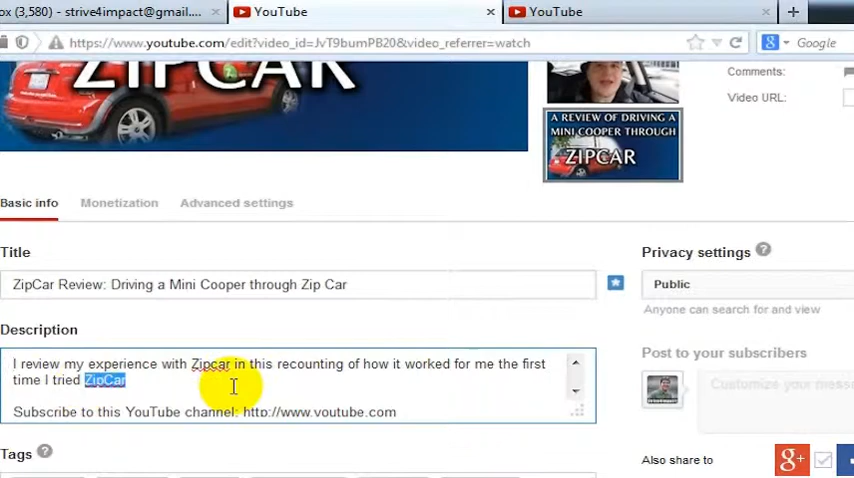 ox (3,580) - strive4impact@gmail.... × YouTube × YouTube × +
https://www.youtube.com/edit?video_id=JvT9bumPB20&video_referrer=watch Google
ZIPCAR
A REVIEW OF DRIVING A
MINI COOPER THROUGH
ZIPCAR
Comments:
Video URL:
Basic info Monetization Advanced settings
Title
ZipCar Review: Driving a Mini Cooper through Zip Car
Description
I review my experience with Zipcar in this recounting of how it worked for me the first
time I tried ZipCar
Subscribe to this YouTube channel: http://www.youtube.com
Tags
Privacy settings
Public
Anyone can search for and view
Post to your subscribers
Customize your messa
Also share to